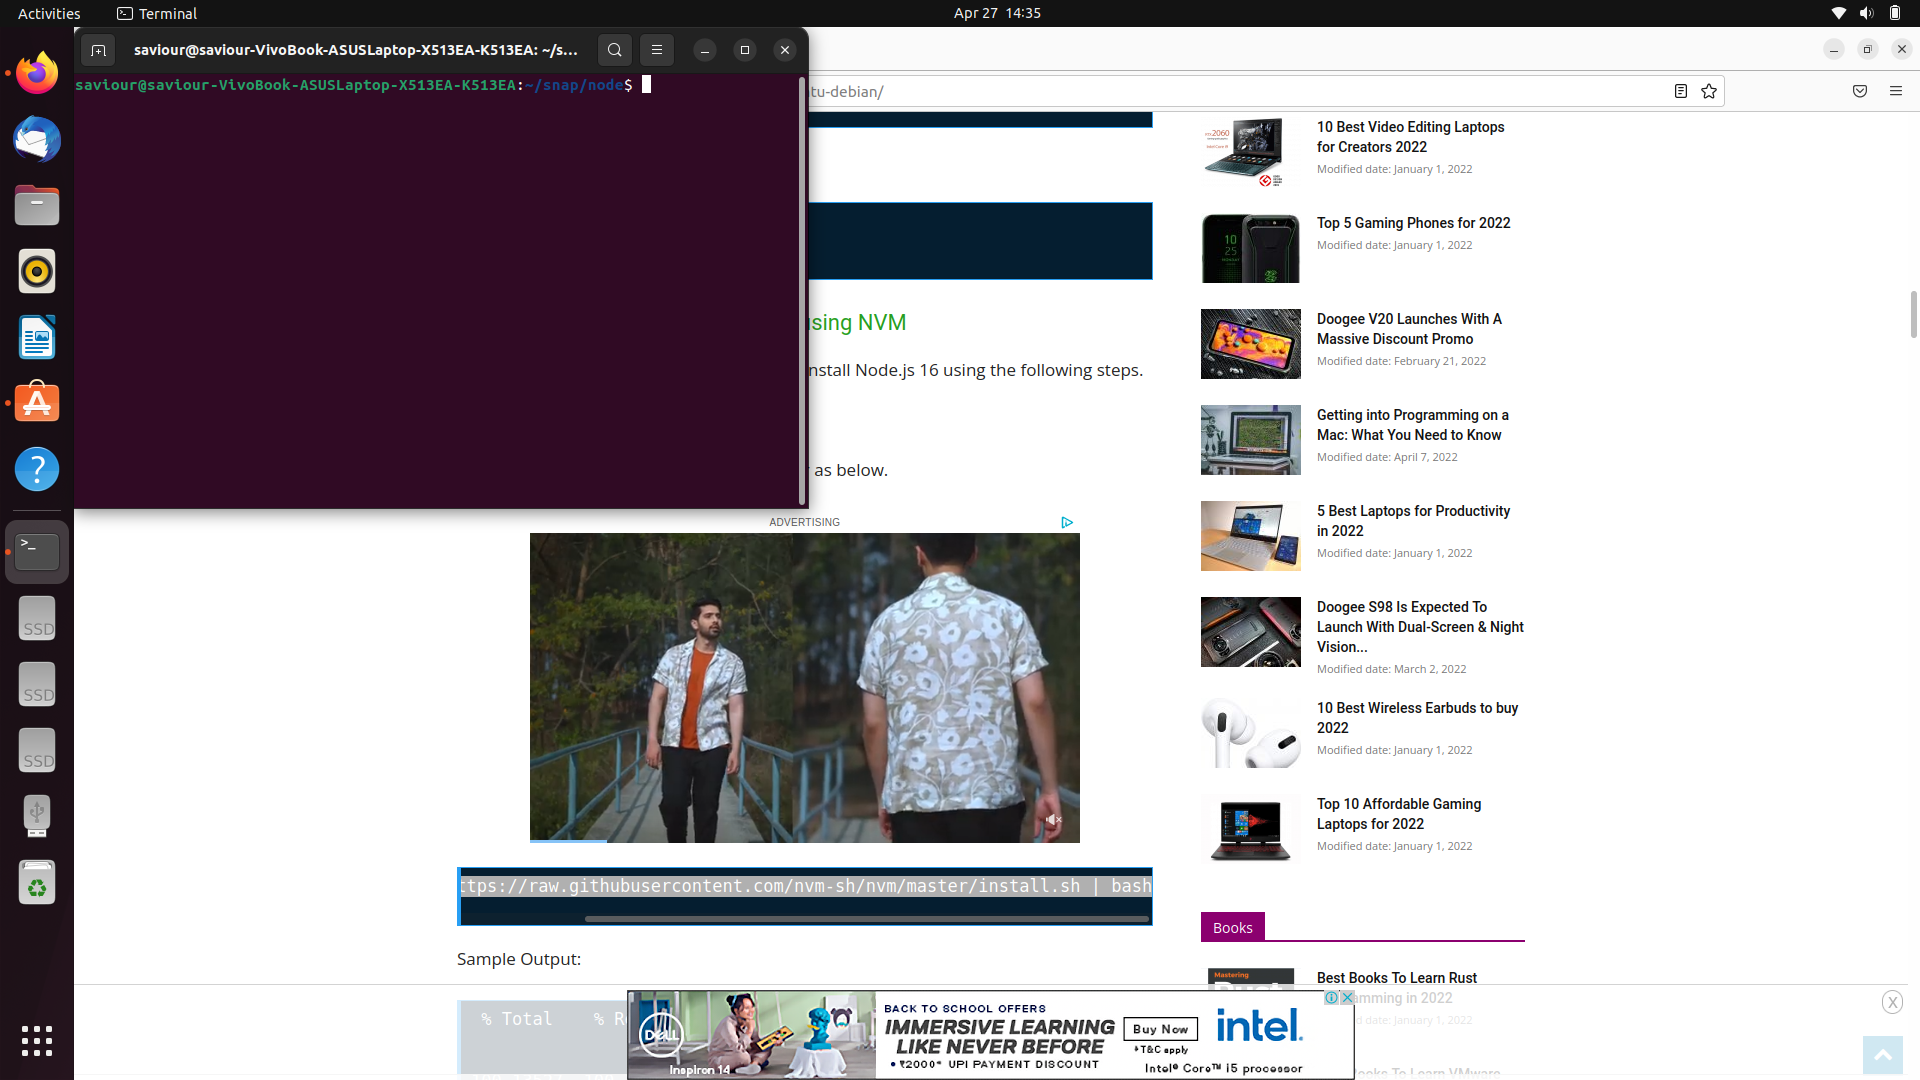 Activities
Terminal
Apr 27 14:35
saviour@saviour-VivoBook-ASUSLaptop-X513EA-K513EA: ~/s...
saviour@saviour-VivoBook-ASUSLaptop-X513EA-K513EA:~/snap/node$
tu-debian/
using NVM
nstall Node.js 16 using the following steps.
as below.
ADVERTISING
ttps://raw.githubusercontent.com/nvm-sh/nvm/master/install.sh | bash
Sample Output:
% Total % R
10 Best Video Editing Laptops
for Creators 2022
Modified date: January 1, 2022
Top 5 Gaming Phones for 2022
Modified date: January 1, 2022
Doogee V20 Launches With A
Massive Discount Promo
Modified date: February 21, 2022
Getting into Programming on a
Mac: What You Need to Know
Modified date: April 7, 2022
5 Best Laptops for Productivity
in 2022
Modified date: January 1, 2022
Doogee S98 Is Expected To
Launch With Dual-Screen & Night
Vision...
Modified date: March 2, 2022
10 Best Wireless Earbuds to buy
2022
Modified date: January 1, 2022
Top 10 Affordable Gaming
Laptops for 2022
Modified date: January 1, 2022
Books
Mastering
Best Books To Learn Rust
amming in 2022
date: January 1, 2022
ooks To Learn VMware
SSD
SSD
SSD
DELL
Inspiron 14
BACK TO SCHOOL OFFERS
IMMERSIVE LEARNING
LIKE NEVER BEFORE
• ₹2000* UPI PAYMENT DISCOUNT
Buy Now
*T&C apply
intel.
Intel® Core™ i5 processor